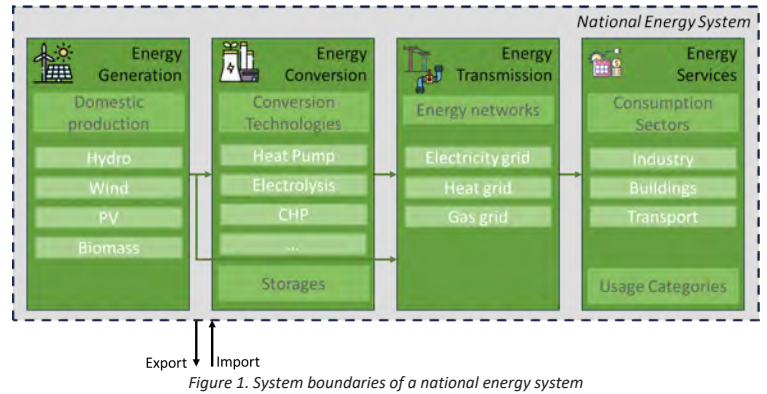 National Energy System
Energy
Generation
Domestic
production
Hydro
Wind
PV
Biomass
Energy
Conversion
Conversion
Technologies
Heat Pump
Electrolysis
CHP
...
Storages
Energy
Transmission
Energy networks
Electricity grid
Heat grid
Gas grid
Energy
Services
Consumption
Sectors
Industry
Buildings
Transport
Usage Categories
Export
Import
Figure 1. System boundaries of a national energy system